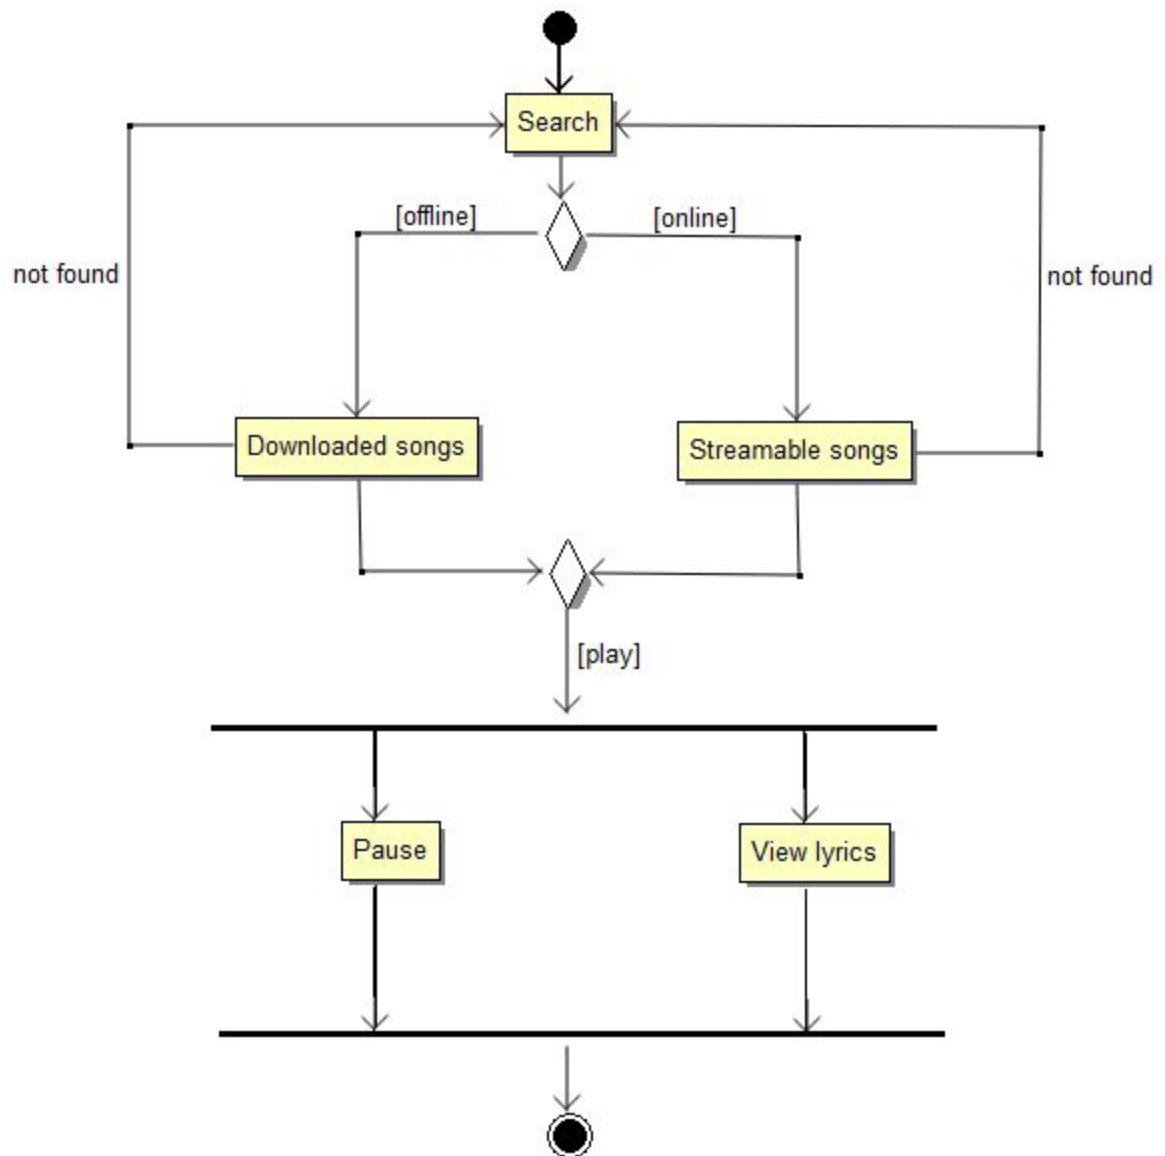 Search
[offline]
[online]
not found
not found
Downloaded songs
Streamable songs
[play]
Pause
View lyrics